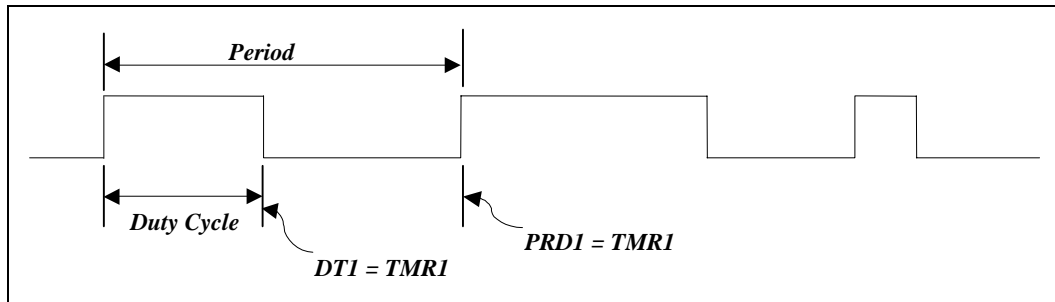 Period
Duty Cycle
DT1 = TMR1
PRD1 = TMR1